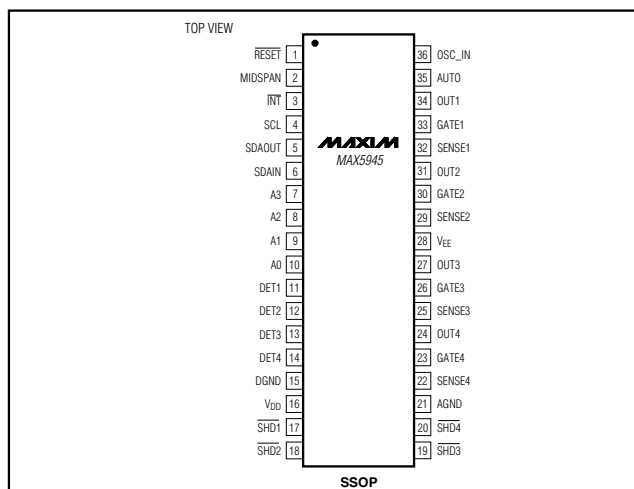 TOP VIEW
RESET 1
MIDSPAN 2
INT 3
SCL 4
SDAOUT 5
SDAIN 6
A3 7
A2 8
A1 9
A0 10
DET1 11
DET2 12
DET3 13
DET4 14
DGND 15
VDD 16
SHD1 17
SHD2 18
MAXIM
MAX5945
36 OSC_IN
35 AUTO
34 OUT1
33 GATE1
32 SENSE1
31 OUT2
30 GATE2
29 SENSE2
28 VEE
27 OUT3
26 GATE3
25 SENSE3
24 OUT4
23 GATE4
22 SENSE4
21 AGND
20 SHD4
19 SHD3
SSOP